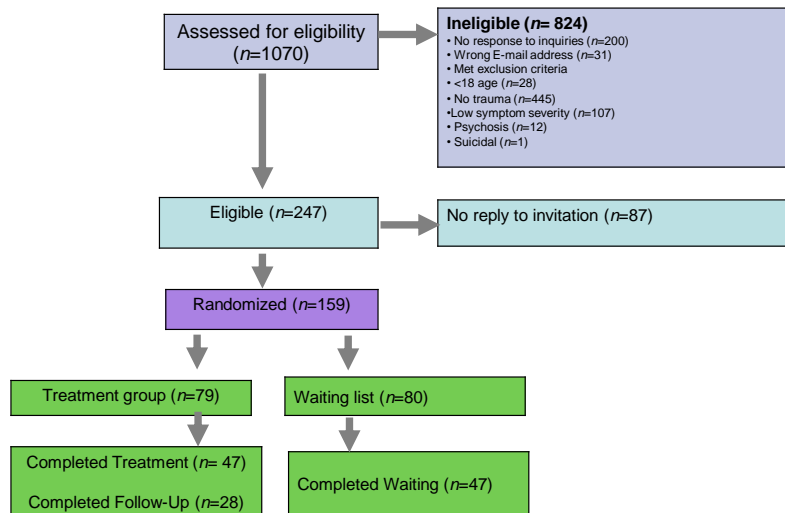 Assessed for eligibility
(n=1070)
Ineligible (n= 824)
• No response to inquiries (n=200)
• Wrong E-mail address (n=31)
• Met exclusion criteria
• <18 age (n=28)
• No trauma (n=445)
•Low symptom severity (n=107)
• Psychosis (n=12)
• Suicidal (n=1)
Eligible (n=247)
No reply to invitation (n=87)
Randomized (n=159)
Treatment group (n=79)
Waiting list (n=80)
Completed Treatment (n= 47)
Completed Follow-Up (n=28)
Completed Waiting (n=47)